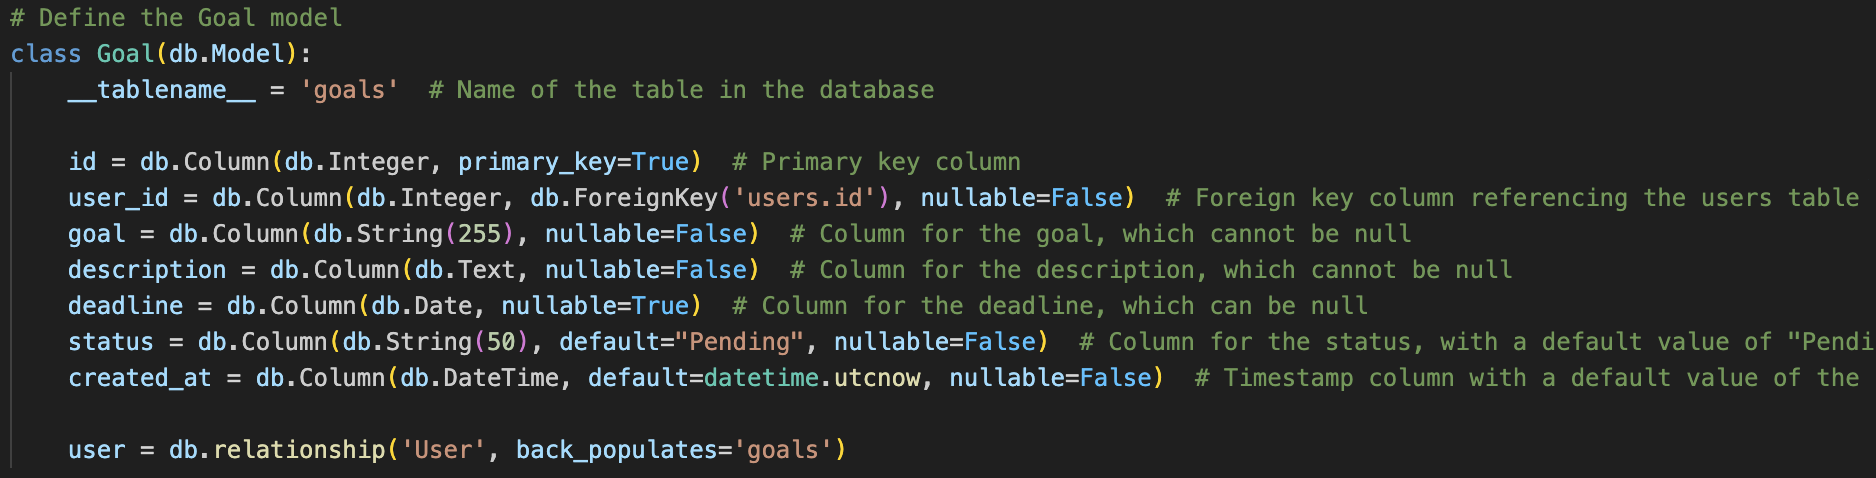 # Define the Goal model
class Goal(db.Model):
    __tablename__ = 'goals'  # Name of the table in the database
    id = db.Column(db.Integer, primary_key=True)  # Primary key column
    user_id = db.Column(db.Integer, db.ForeignKey('users.id'), nullable=False)  # Foreign key column referencing the users table
    goal = db.Column(db.String(255), nullable=False)  # Column for the goal, which cannot be null
    description = db.Column(db.Text, nullable=False)  # Column for the description, which cannot be null
    deadline = db.Column(db.Date, nullable=True)  # Column for the deadline, which can be null
    status = db.Column(db.String(50), default="Pending", nullable=False)  # Column for the status, with a default value of "Pendi
    created_at = db.Column(db.DateTime, default=datetime.utcnow, nullable=False)  # Timestamp column with a default value of the
    user = db.relationship('User', back_populates='goals')